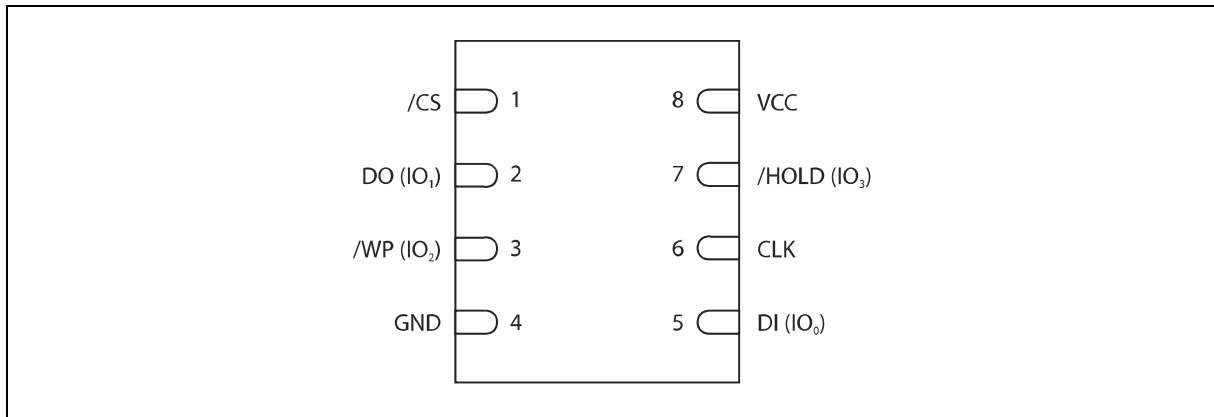 /CS 1 8 VCC
DO (IO₁) 2 7 /HOLD (IO₃)
/WP (IO₂) 3 6 CLK
GND 4 5 DI (IO₀)